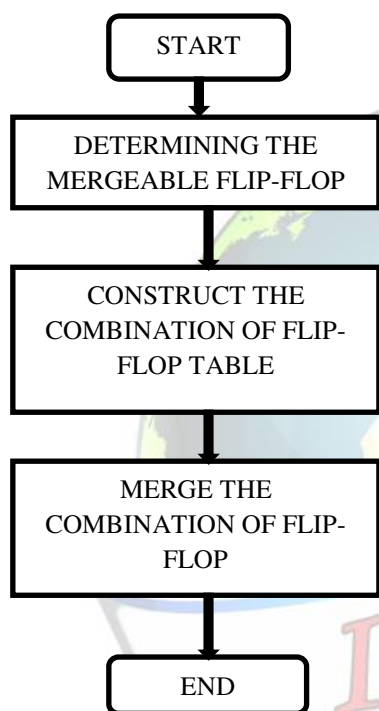 START
DETERMINING THE
MERGEABLE FLIP-FLOP
CONSTRUCT THE
COMBINATION OF FLIP-
FLOP TABLE
MERGE THE
COMBINATION OF FLIP-
FLOP
END